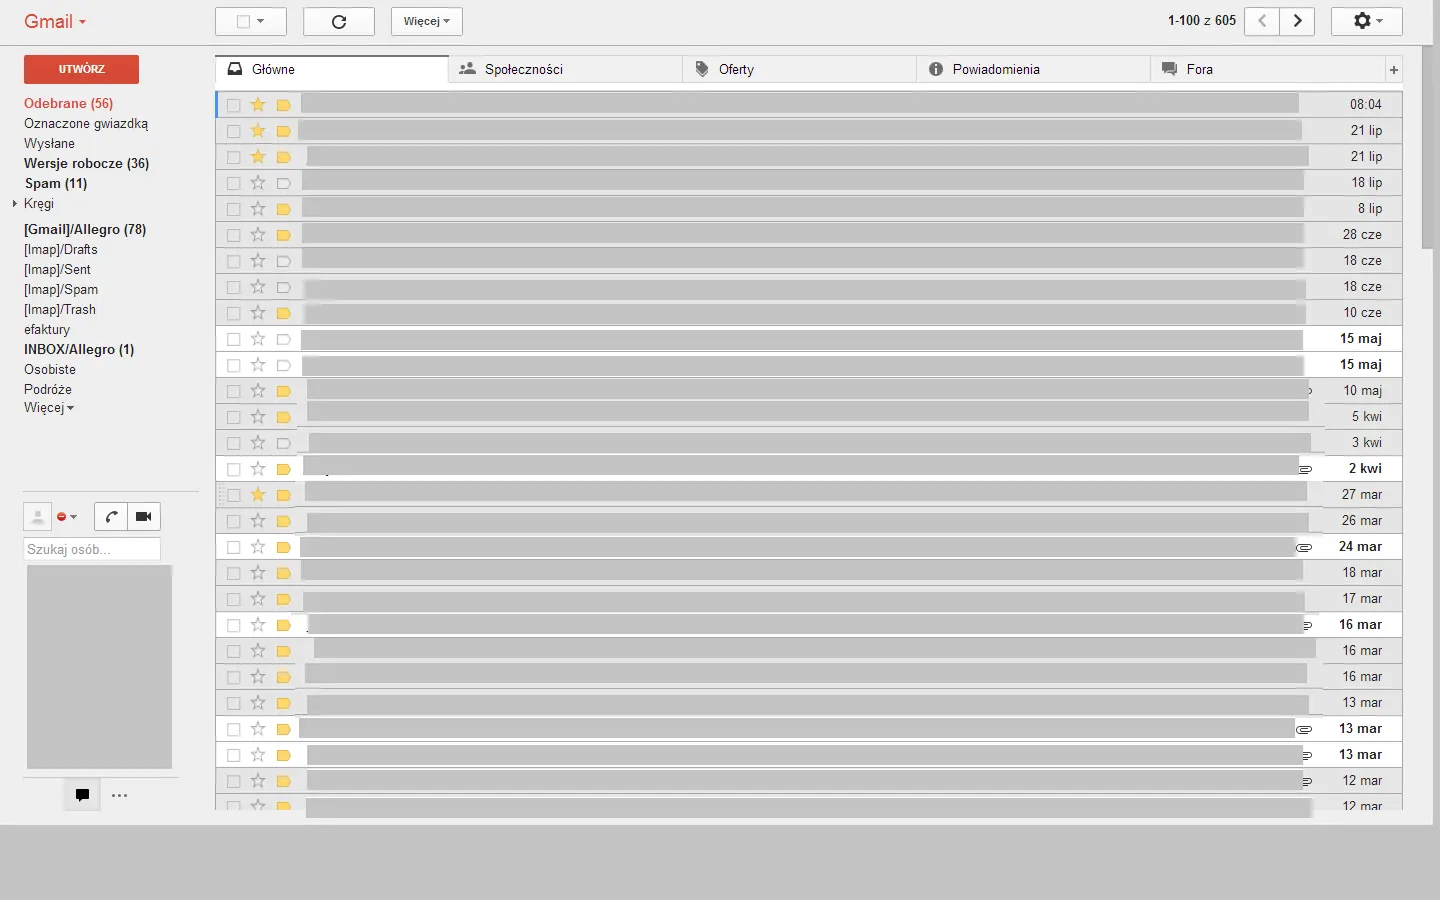 Gmail
Więcej
1-100 z 605
UTWÓRZ
Główne
Społeczności
Oferty
Powiadomienia
Fora
+
Odebrane (56)
Oznaczone gwiazdką
Wysłane
Wersje robocze (36)
Spam (11)
Kręgi
[Gmail]/Allegro (78)
[Imap]/Drafts
[Imap]/Sent
[Imap]/Spam
[Imap]/Trash
efaktury
INBOX/Allegro (1)
Osobiste
Podróże
Więcej
Szukaj osób...
08:04
21 lip
21 lip
18 lip
8 lip
28 cze
18 cze
18 cze
10 cze
15 maj
15 maj
10 maj
5 kwi
3 kwi
2 kwi
27 mar
26 mar
24 mar
18 mar
17 mar
16 mar
16 mar
16 mar
13 mar
13 mar
13 mar
12 mar
12 mar